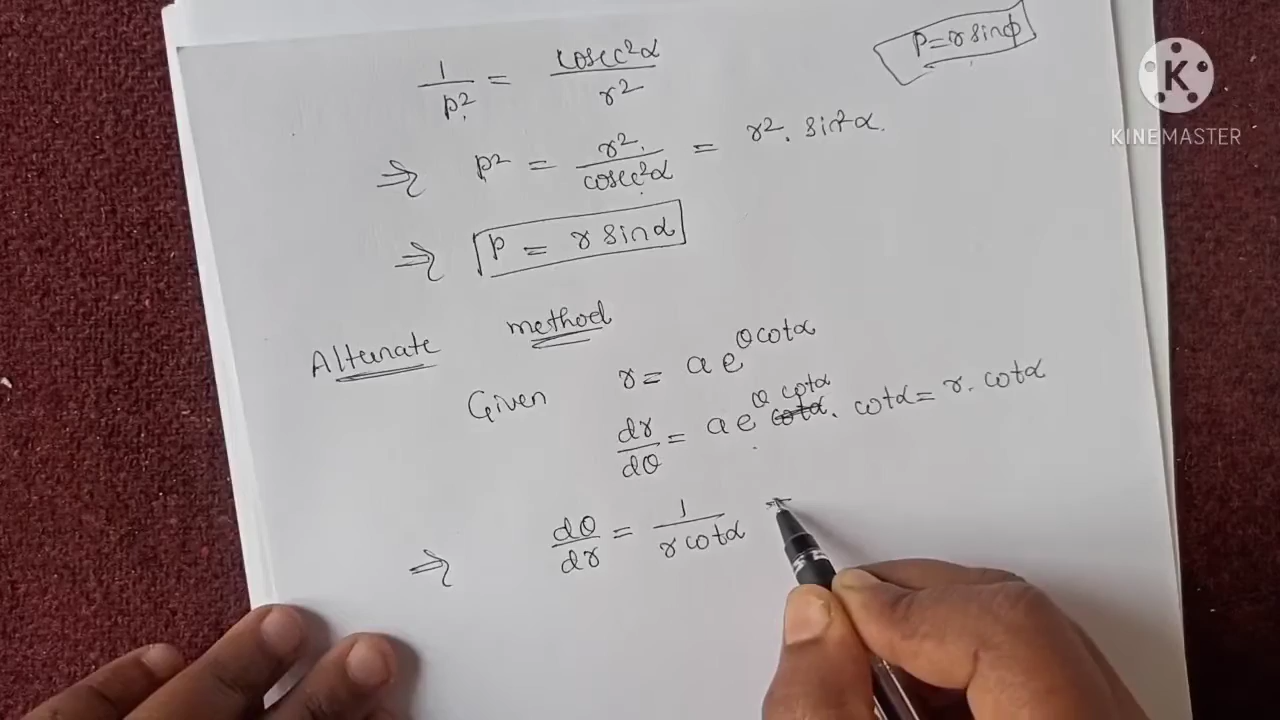 1/p² = cosec²α/r²
p = r sinϕ
K
KINEMASTER
⇒ p² = r²/cosec²α = r². sin²α.
⇒ p = r sinα
Alternate method
Given r = a e^θcotα
dr/dθ = a e^θ cotα . cotα = r. cotα
⇒ dθ/dr = 1/r cotα =